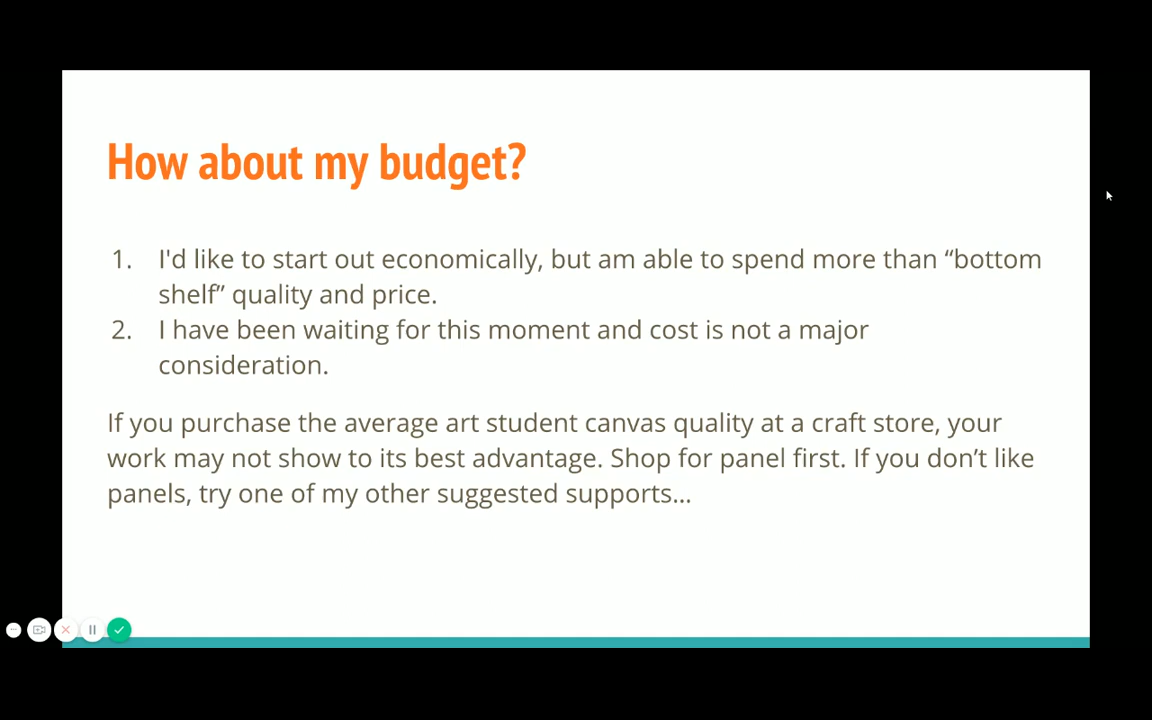 How about my budget?
1. I'd like to start out economically, but am able to spend more than “bottom
shelf” quality and price.
2. I have been waiting for this moment and cost is not a major
consideration.
If you purchase the average art student canvas quality at a craft store, your
work may not show to its best advantage. Shop for panel first. If you don’t like
panels, try one of my other suggested supports...